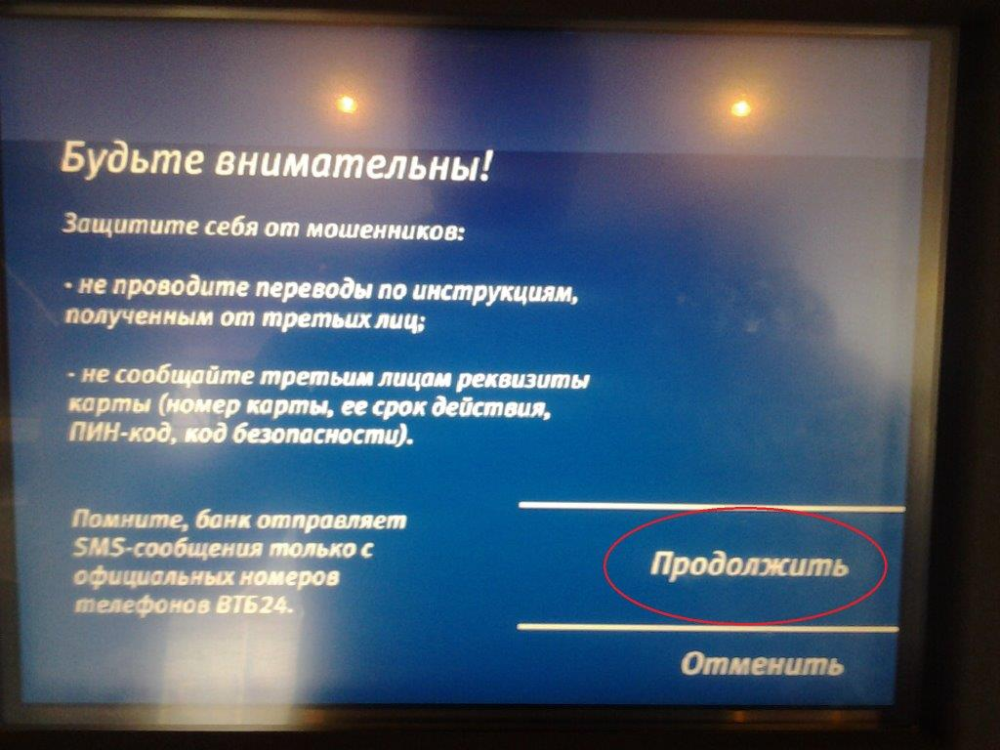 Будьте внимательны!
Защитите себя от мошенников:
- не проводите переводы по инструкциям,
полученным от третьих лиц;
- не сообщайте третьим лицам реквизиты
карты (номер карты, ее срок действия,
ПИН-код, код безопасности).
Помните, банк отправляет
SMS-сообщения только с
официальных номеров
телефонов ВТБ24.
Продолжить
Отменить